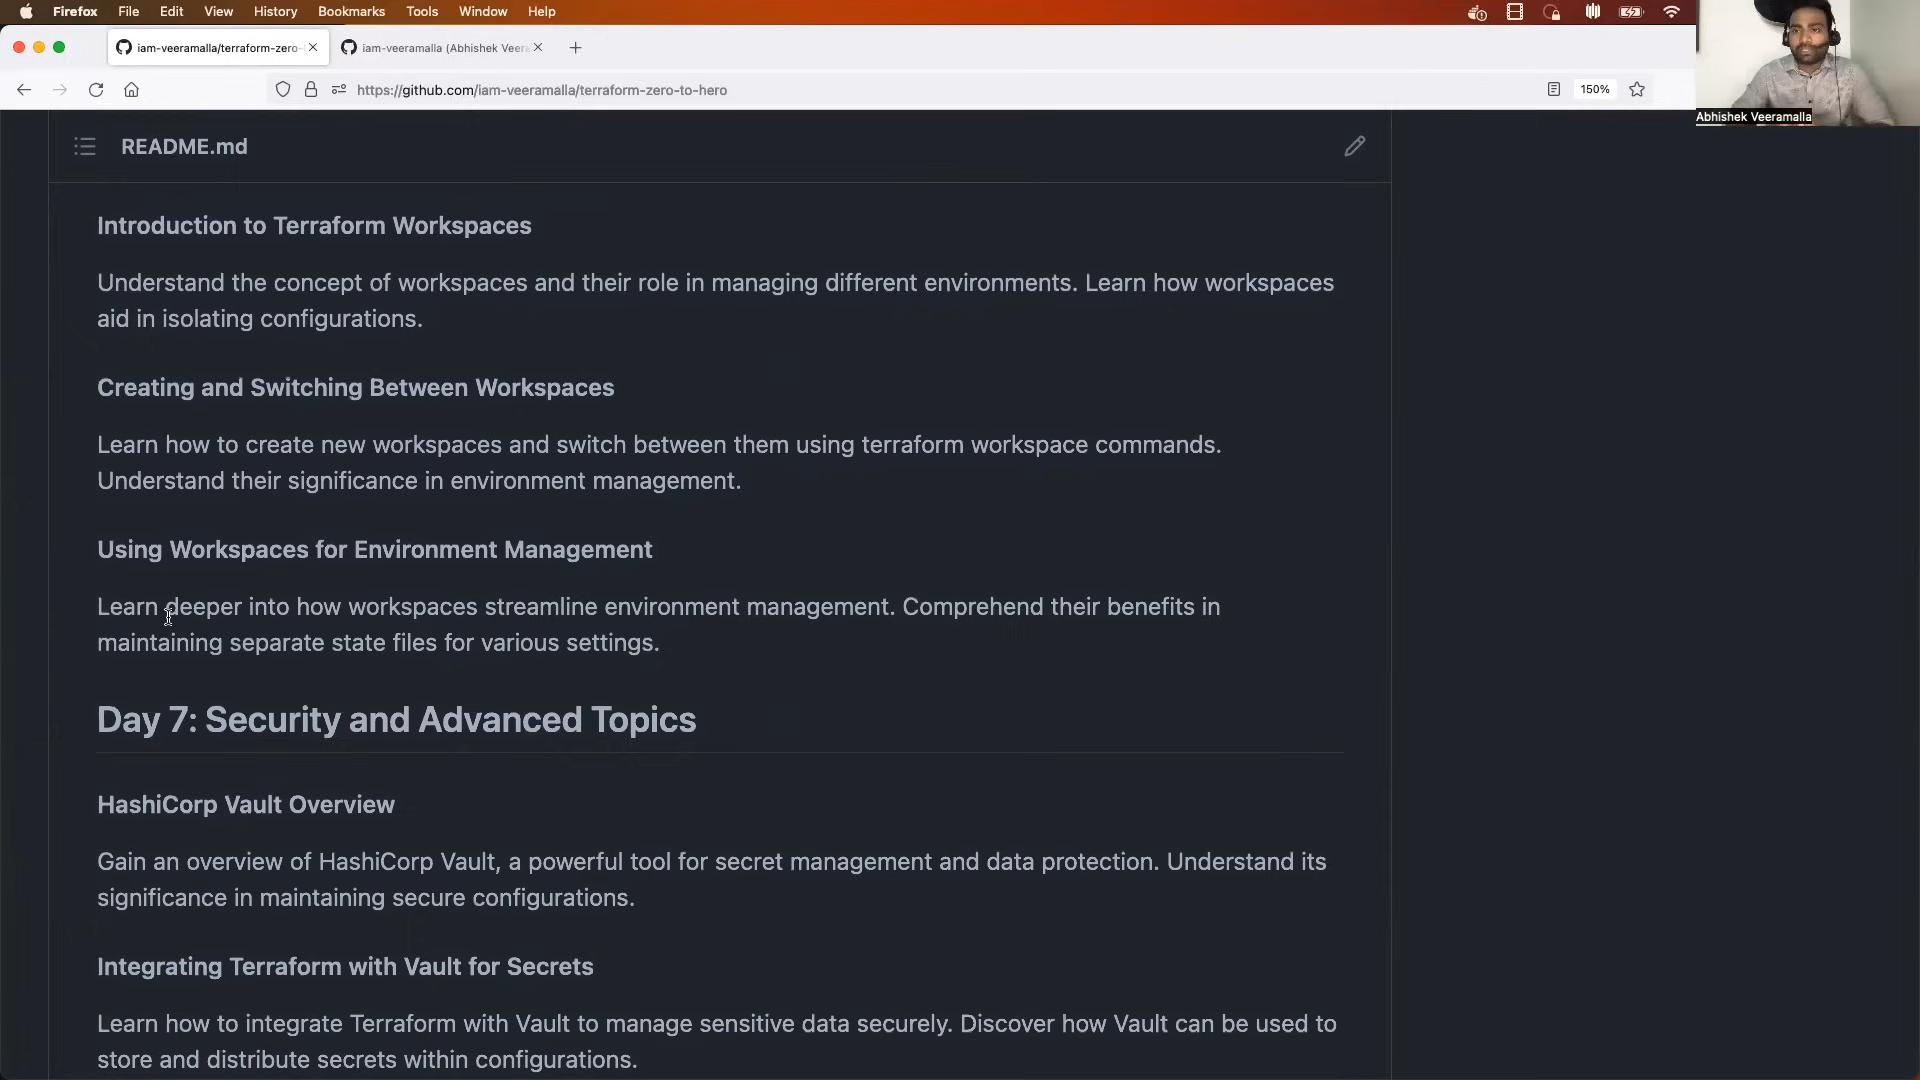 Firefox File Edit View History Bookmarks Tools Window Help
iam-veeramalla/terraform-zero-
iam-veeramalla (Abhishek Veera
https://github.com/iam-veeramalla/terraform-zero-to-hero
150%
Abhishek Veeramalla
README.md
Introduction to Terraform Workspaces
Understand the concept of workspaces and their role in managing different environments. Learn how workspaces
aid in isolating configurations.
Creating and Switching Between Workspaces
Learn how to create new workspaces and switch between them using terraform workspace commands.
Understand their significance in environment management.
Using Workspaces for Environment Management
Learn deeper into how workspaces streamline environment management. Comprehend their benefits in
maintaining separate state files for various settings.
Day 7: Security and Advanced Topics
HashiCorp Vault Overview
Gain an overview of HashiCorp Vault, a powerful tool for secret management and data protection. Understand its
significance in maintaining secure configurations.
Integrating Terraform with Vault for Secrets
Learn how to integrate Terraform with Vault to manage sensitive data securely. Discover how Vault can be used to
store and distribute secrets within configurations.